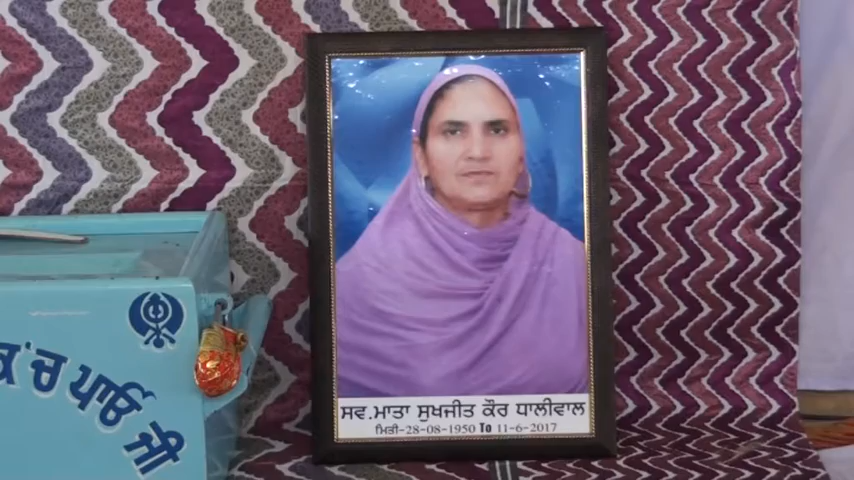 ਕ'ਚ ਪਾਓ
ਜੀ
ਸਵ.ਮਾਤਾ ਸੁਖਜੀਤ ਕੌਰ ਧਾਲੀਵਾਲ
ਮਿਤੀ-28-08-1950 To 11-6-2017